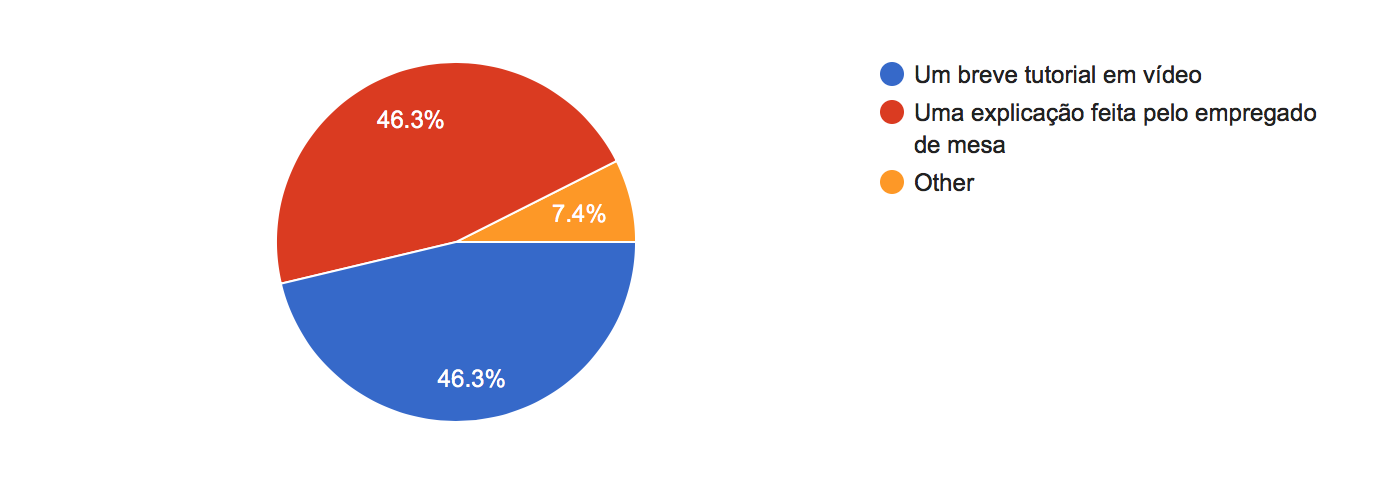 46.3%
7.4%
46.3%
Um breve tutorial em vídeo
Uma explicação feita pelo empregado
de mesa
Other